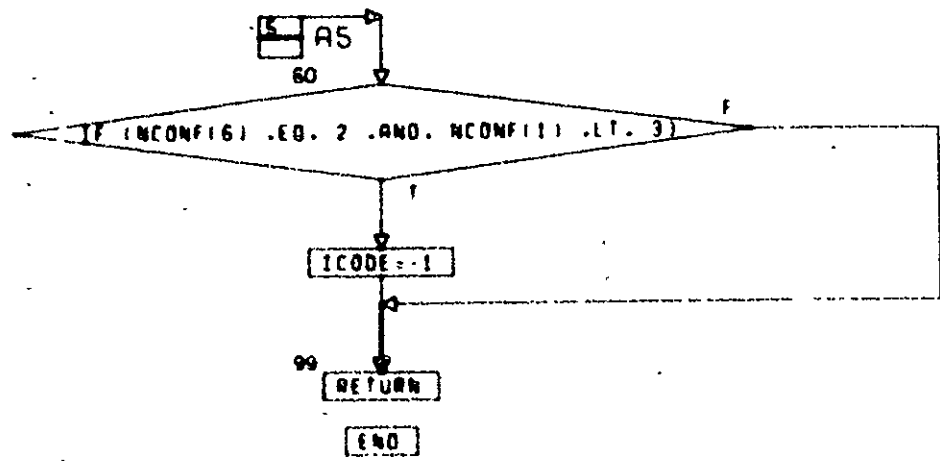 5
A5
60
IF (NCONF(6) .EQ. 2 .AND. NCONF(1) .LT. 3)
F
T
ICODE=-1
99
RETURN
END